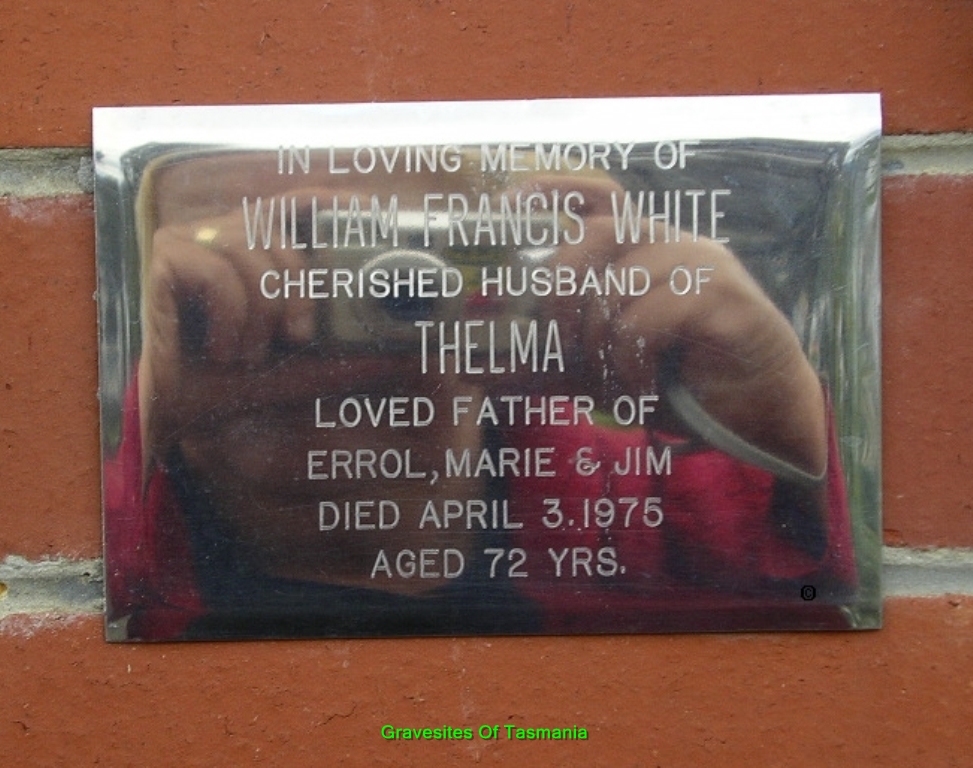 IN LOVING MEMORY OF
WILLIAM FRANCIS WHITE
CHERISHED HUSBAND OF
THELMA
LOVED FATHER OF
ERROL, MARIE & JIM
DIED APRIL 3.1975
AGED 72 YRS.
©
Gravesites Of Tasmania